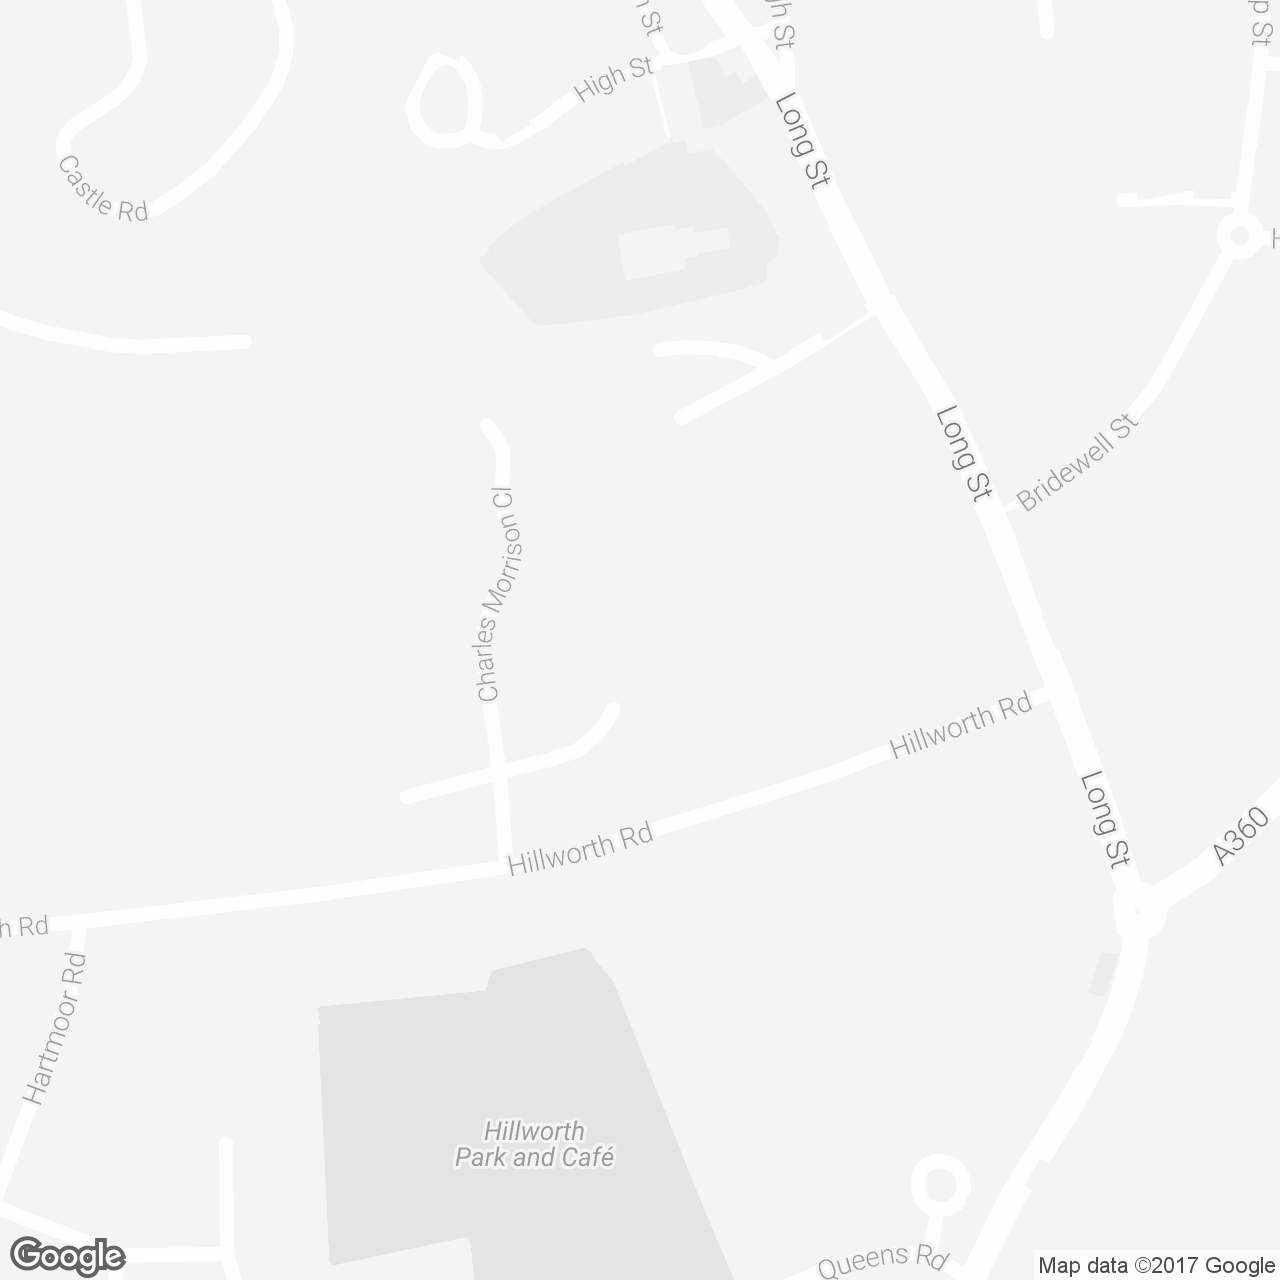 High St
Long St
Castle Rd
Long St
Bridewell St
Charles Morrison Cl
Hillworth Rd
Long St
A360
Hillworth Rd
Rd
Hartmoor Rd
Hillworth
Park and Café
Queens Rd
Google
Map data ©2017 Google